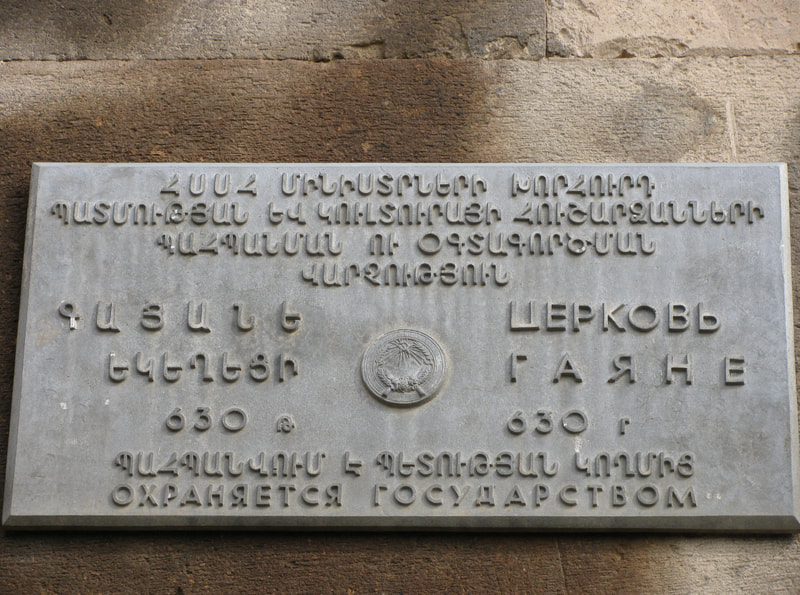 ՀՍՍՀ ՄԻՆԻՍՏՐՆԵՐԻ ԽՈՐՀՈՒՐԴ
ՊԱՏՄՈՒԹՅԱՆ ԵՎ ԿՈՒԼՏՈՒՐԱՅԻ ՀՈՒՇԱՐՁԱՆՆԵՐԻ
ՊԱՀՊԱՆՄԱՆ ՈՒ ՕԳՏԱԳՈՐԾՄԱՆ
ՎԱՐՉՈՒԹՅՈՒՆ
ԳԱՅԱՆԵ
ԵԿԵՂԵՑԻ
630 Թ
ЦЕРКОВЬ
ГАЯНЕ
630 г
ՊԱՀՊԱՆՎՈՒՄ Է ՊԵՏՈՒԹՅԱՆ ԿՈՂՄԻՑ
ОХРАНЯЕТСЯ ГОСУДАРСТВОМ